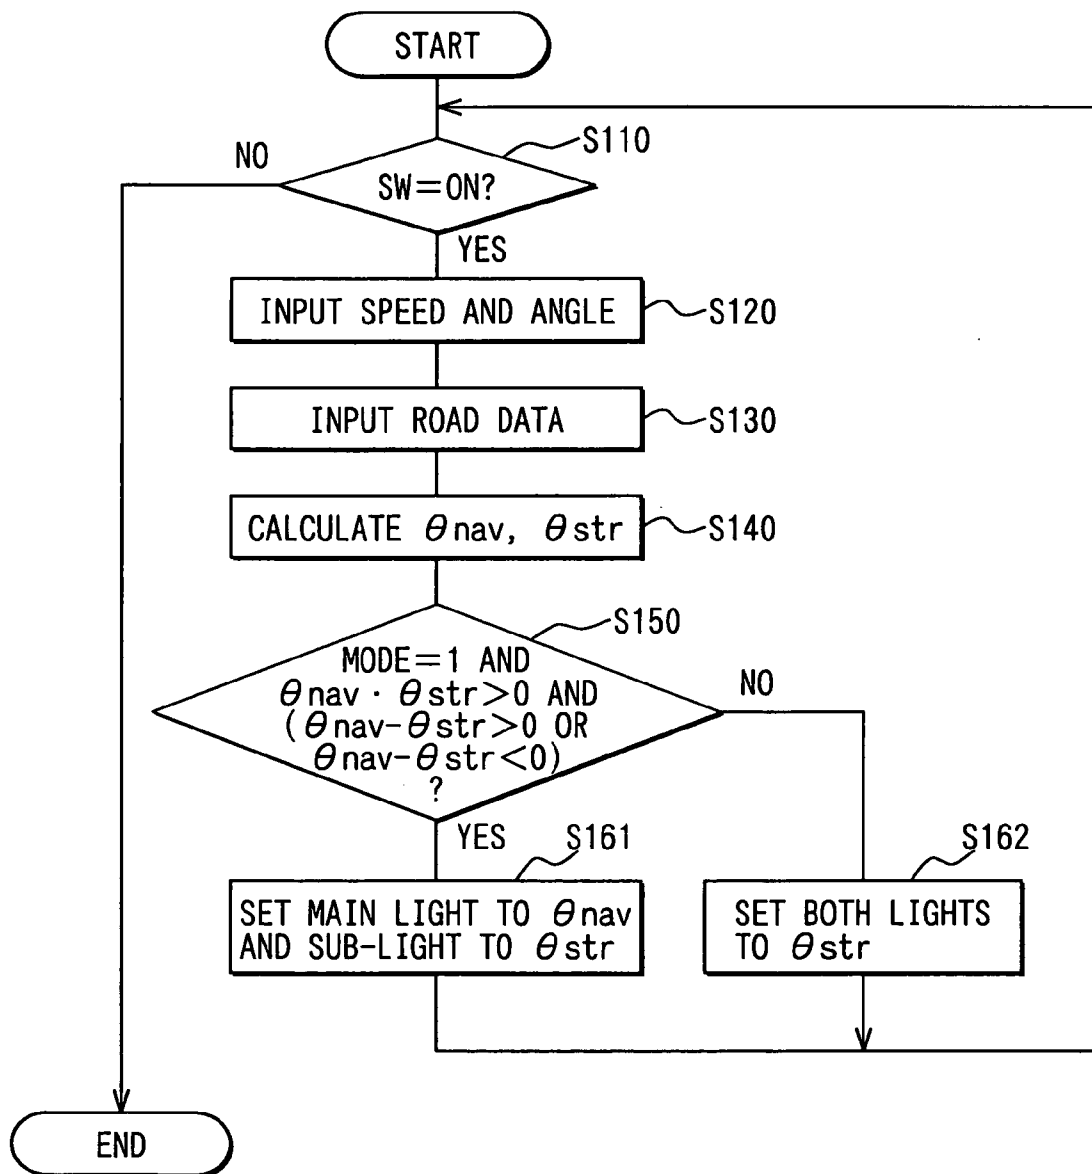 START
S110
NO
SW=ON?
YES
INPUT SPEED AND ANGLE
S120
INPUT ROAD DATA
S130
CALCULATE θnav, θstr
S140
S150
MODE=1 AND
θnav · θstr>0 AND
(θnav-θstr>0 OR
θnav-θstr<0)
?
NO
YES
S161
S162
SET MAIN LIGHT TO θnav
AND SUB-LIGHT TO θstr
SET BOTH LIGHTS
TO θstr
END